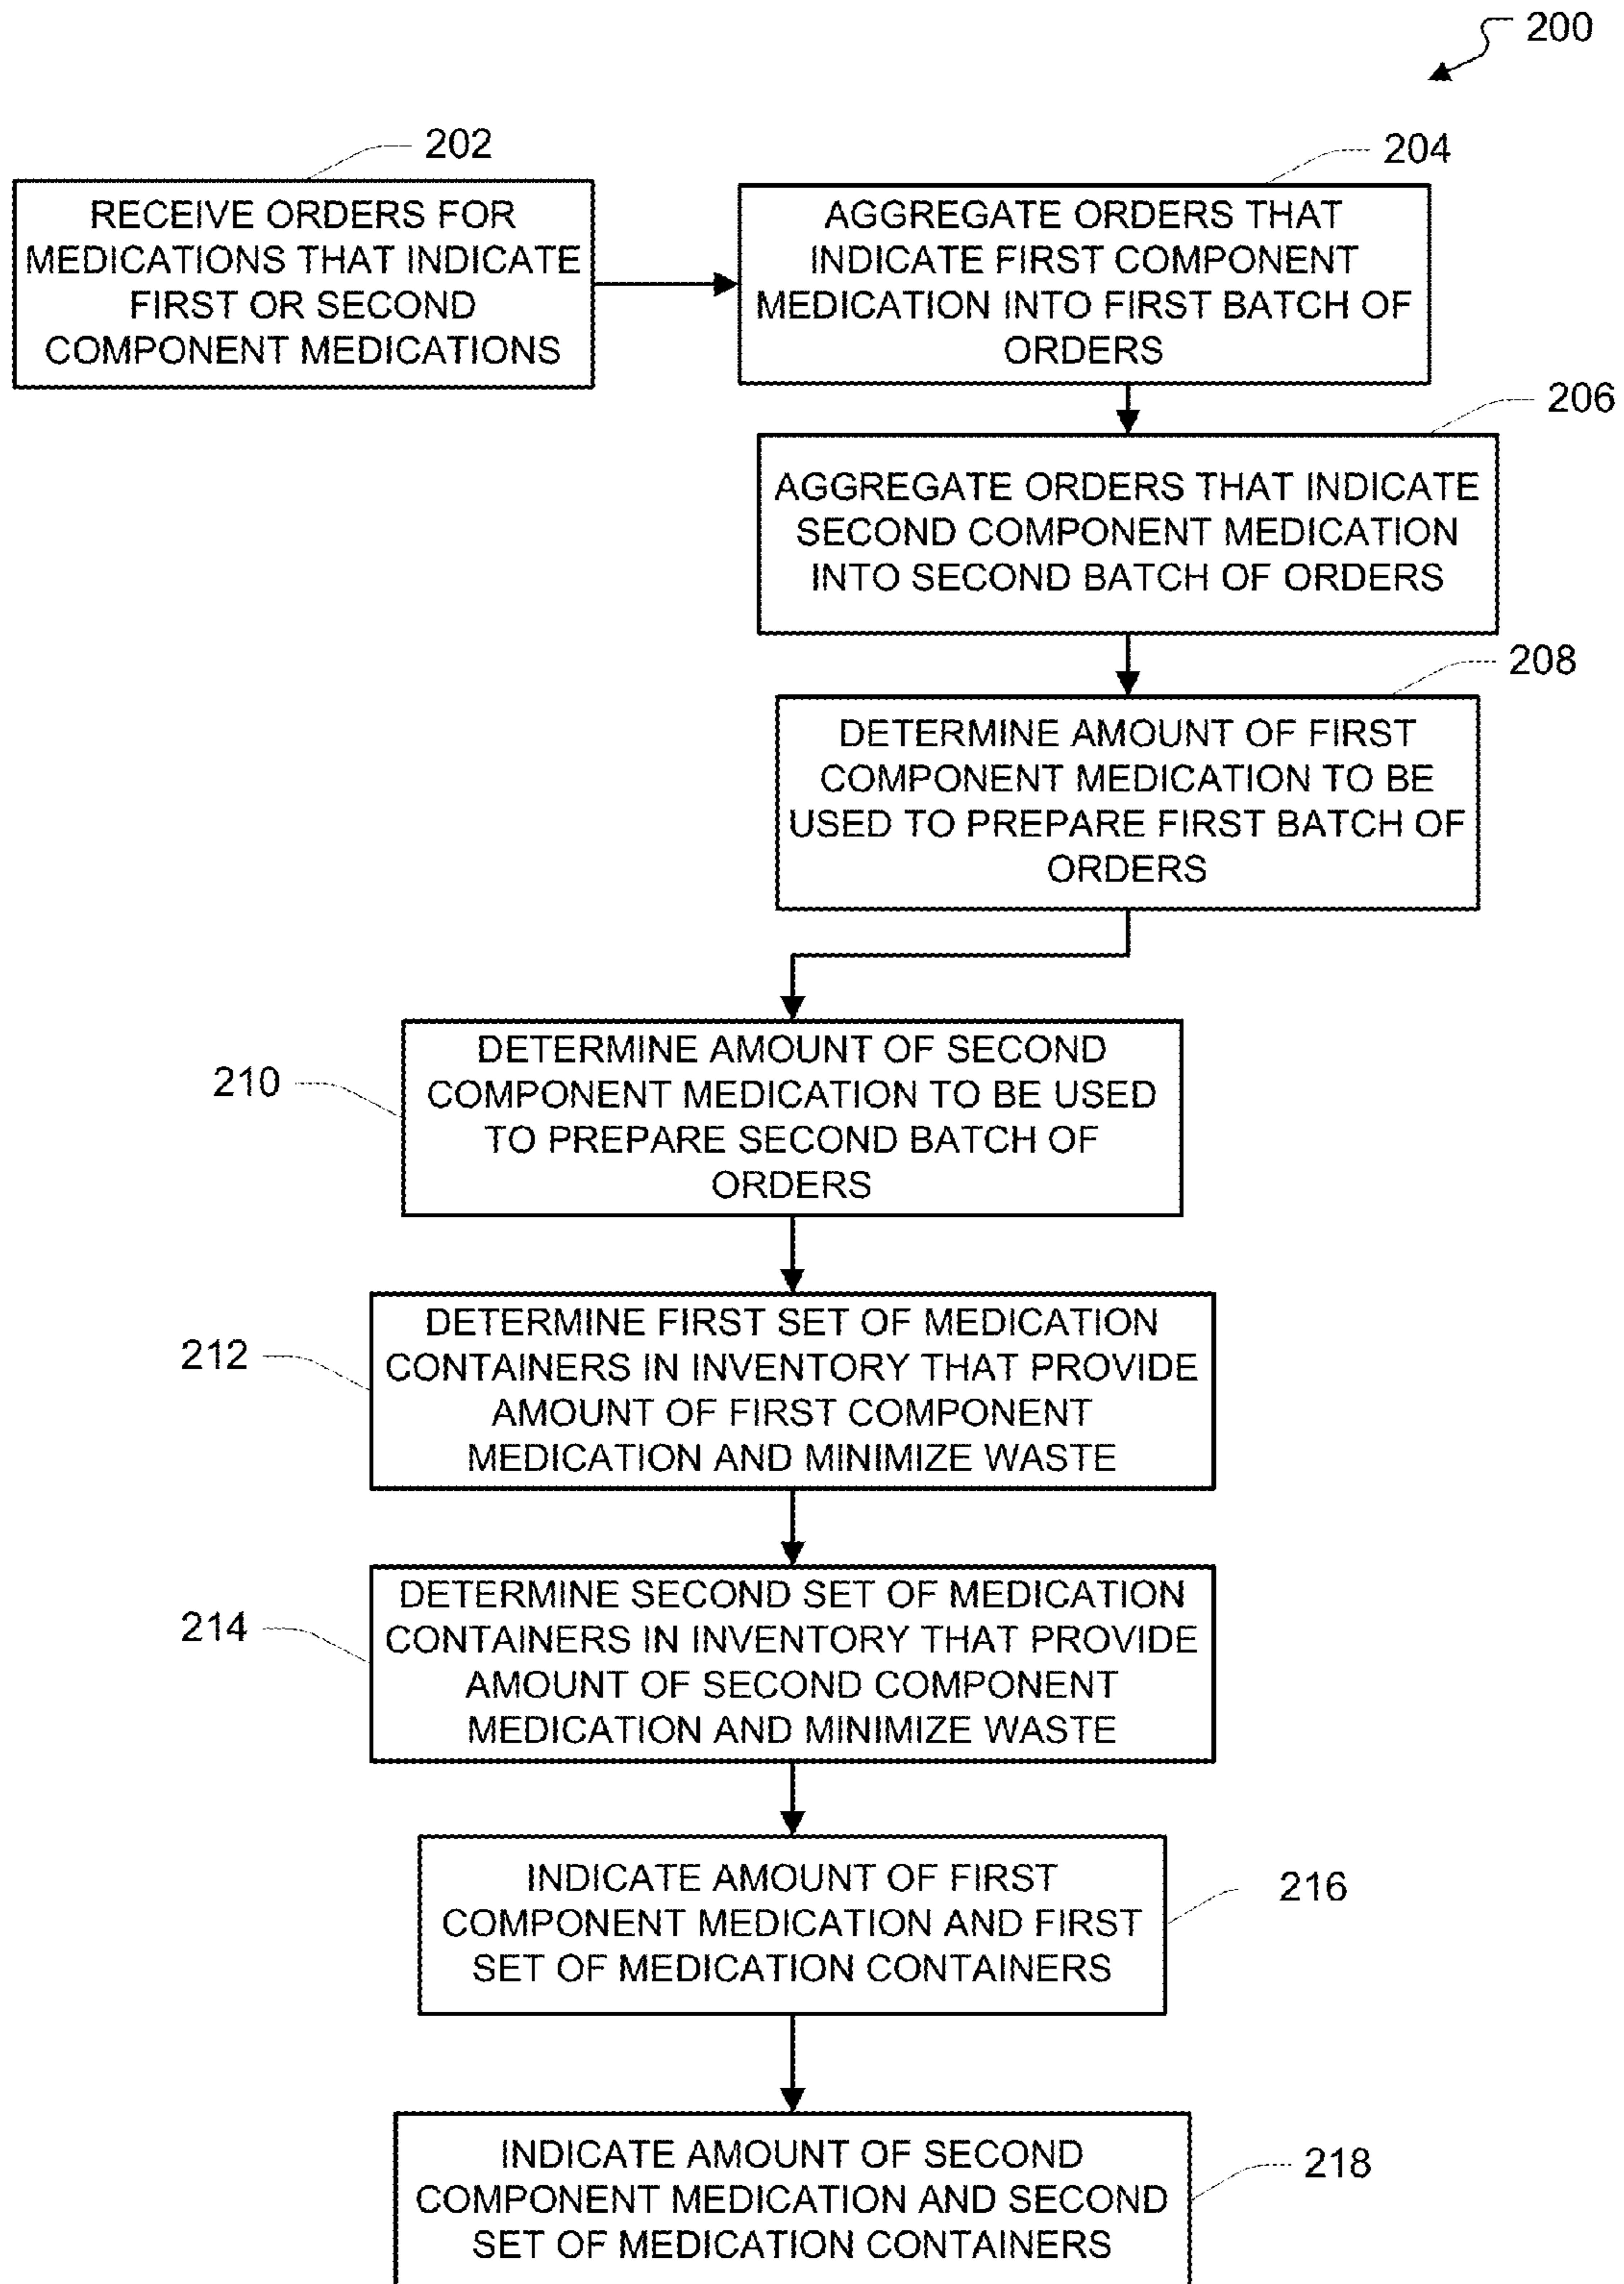 200
202
RECEIVE ORDERS FOR
MEDICATIONS THAT INDICATE
FIRST OR SECOND
COMPONENT MEDICATIONS
204
AGGREGATE ORDERS THAT
INDICATE FIRST COMPONENT
MEDICATION INTO FIRST BATCH OF
ORDERS
206
AGGREGATE ORDERS THAT INDICATE
SECOND COMPONENT MEDICATION
INTO SECOND BATCH OF ORDERS
208
DETERMINE AMOUNT OF FIRST
COMPONENT MEDICATION TO BE
USED TO PREPARE FIRST BATCH OF
ORDERS
210
DETERMINE AMOUNT OF SECOND
COMPONENT MEDICATION TO BE USED
TO PREPARE SECOND BATCH OF
ORDERS
212
DETERMINE FIRST SET OF MEDICATION
CONTAINERS IN INVENTORY THAT PROVIDE
AMOUNT OF FIRST COMPONENT
MEDICATION AND MINIMIZE WASTE
214
DETERMINE SECOND SET OF MEDICATION
CONTAINERS IN INVENTORY THAT PROVIDE
AMOUNT OF SECOND COMPONENT
MEDICATION AND MINIMIZE WASTE
216
INDICATE AMOUNT OF FIRST
COMPONENT MEDICATION AND FIRST
SET OF MEDICATION CONTAINERS
218
INDICATE AMOUNT OF SECOND
COMPONENT MEDICATION AND SECOND
SET OF MEDICATION CONTAINERS